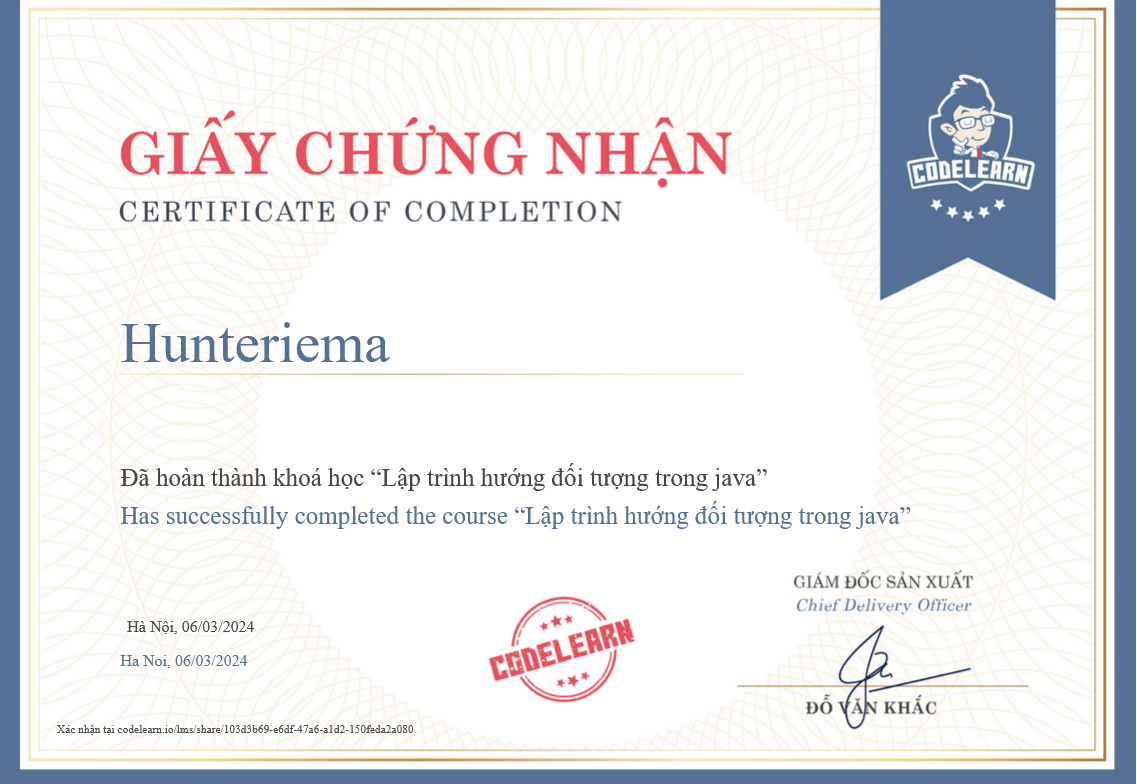 GIẤY CHỨNG NHẬN
CERTIFICATE OF COMPLETION
CODELEARN
Hunteriema
Đã hoàn thành khoá học “Lập trình hướng đối tượng trong java”
Has successfully completed the course “Lập trình hướng đối tượng trong java”
GIÁM ĐỐC SẢN XUẤT
Chief Delivery Officer
Hà Nội, 06/03/2024
Ha Noi, 06/03/2024
CODELEARN
ĐỖ VĂN KHẮC
Xác nhận tại codelearn.io/lms/share/103d3b69-e6df-47a6-a1d2-150feda2a080